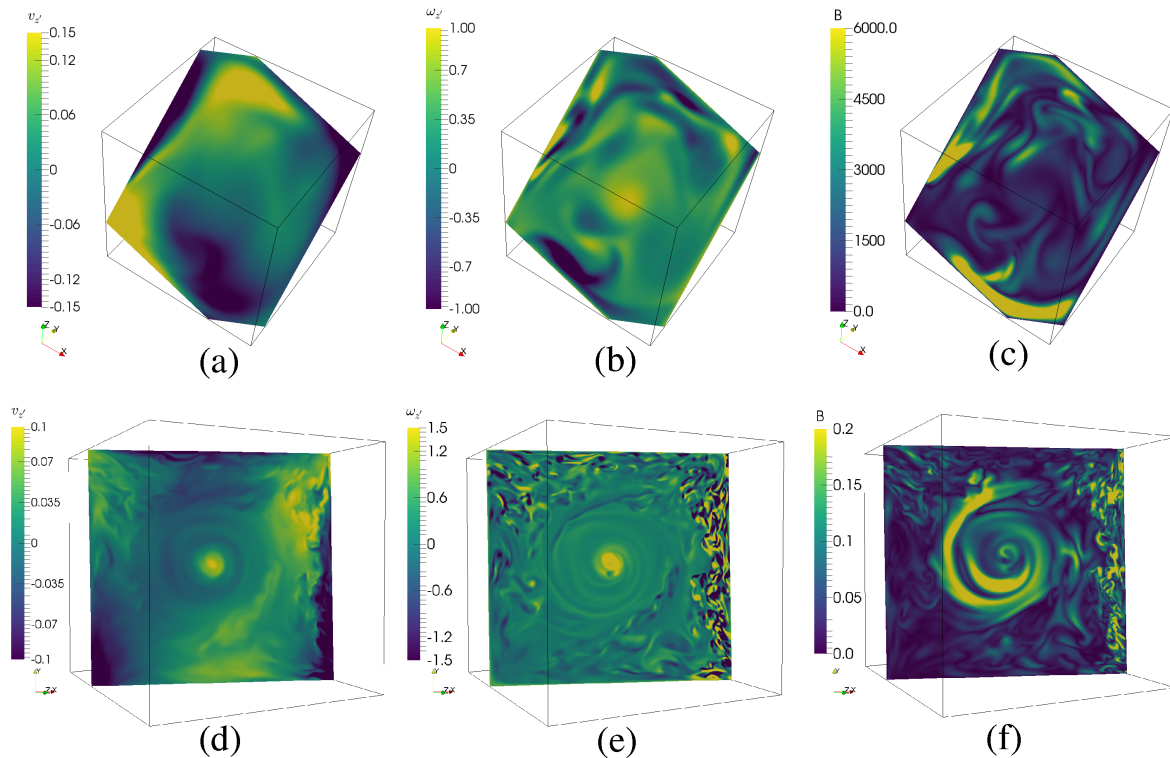 v_{z'}
0.15
0.12
0.06
0
-0.06
-0.12
-0.15
Z Y
X
(a)
ω_{z'}
1.00
0.7
0.35
0
-0.35
-0.7
-1.00
Z Y
X
(b)
B
6000.0
4500
3000
1500
0.0
Z Y
X
(c)
v_{z'}
0.1
0.07
0.035
0
-0.035
-0.07
-0.1
Y
Z X
(d)
ω_{z'}
1.5
1.2
0.6
0
-0.6
-1.2
-1.5
Y
Z X
(e)
B
0.2
0.15
0.1
0.05
0.0
Y
Z X
(f)